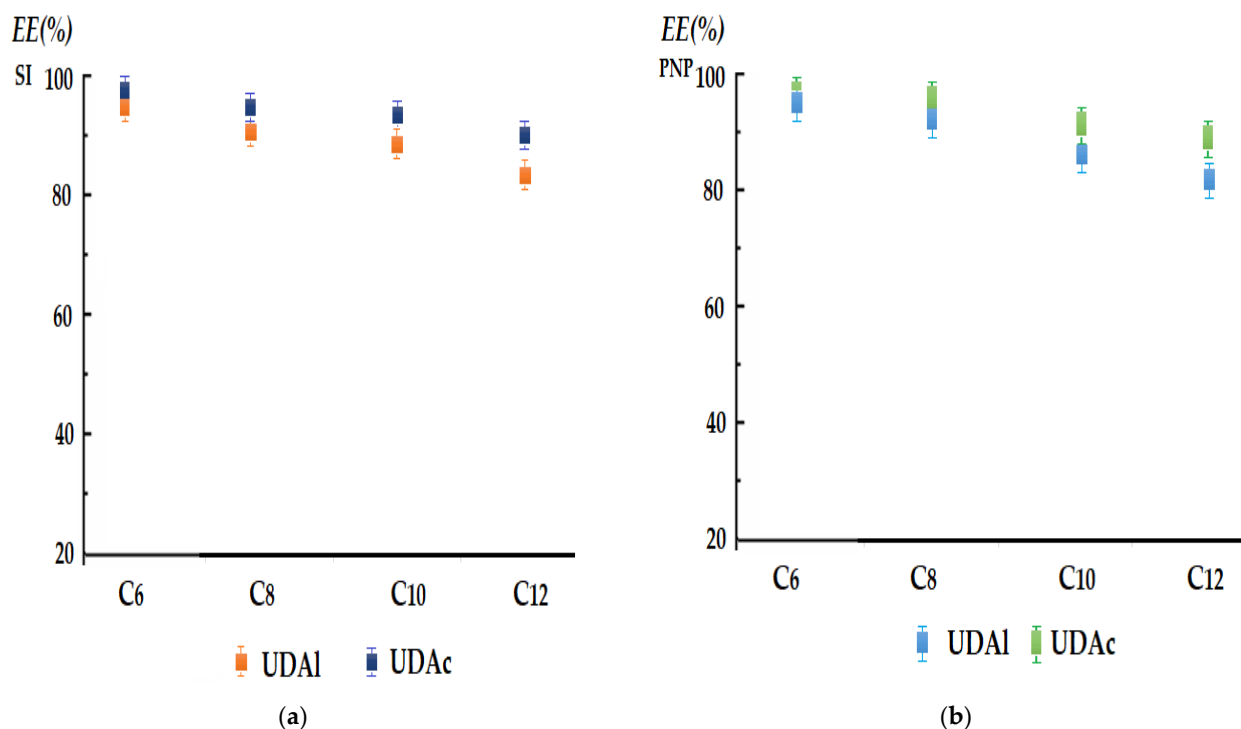 EE(%)
SI
100
80
60
40
20
C6 C8 C10 C12
UDAl UDAc
(a)
EE(%)
PNP
100
80
60
40
20
C6 C8 C10 C12
UDAl UDAc
(b)